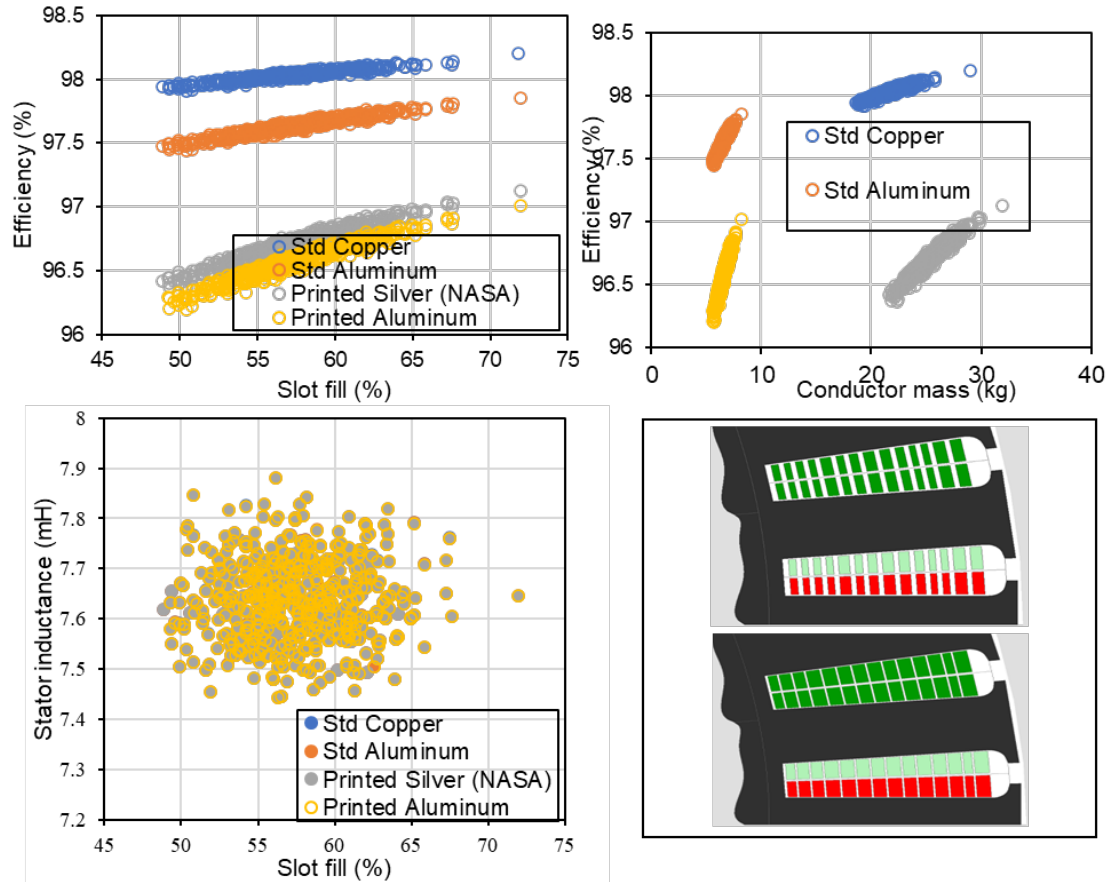 98.5
98
97.5
97
96.5
96
45
50
55
60
65
70
75
Efficiency (%)
Slot fill (%)
Std Copper
Std Aluminum
Printed Silver (NASA)
Printed Aluminum
98.5
98
97.5
97
96.5
96
0
10
20
30
40
Efficiency (%)
Conductor mass (kg)
Std Copper
Std Aluminum
8
7.9
7.8
7.7
7.6
7.5
7.4
7.3
7.2
45
50
55
60
65
70
75
Stator inductance (mH)
Slot fill (%)
Std Copper
Std Aluminum
Printed Silver (NASA)
Printed Aluminum